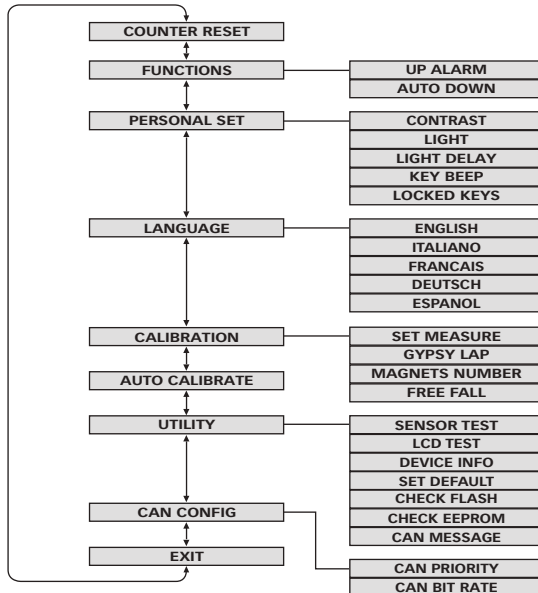 COUNTER RESET
FUNCTIONS
UP ALARM
AUTO DOWN
PERSONAL SET
CONTRAST
LIGHT
LIGHT DELAY
KEY BEEP
LOCKED KEYS
LANGUAGE
ENGLISH
ITALIANO
FRANCAIS
DEUTSCH
ESPANOL
CALIBRATION
SET MEASURE
GYPSY LAP
MAGNETS NUMBER
FREE FALL
AUTO CALIBRATE
UTILITY
SENSOR TEST
LCD TEST
DEVICE INFO
SET DEFAULT
CHECK FLASH
CHECK EEPROM
CAN MESSAGE
CAN CONFIG
CAN PRIORITY
CAN BIT RATE
EXIT